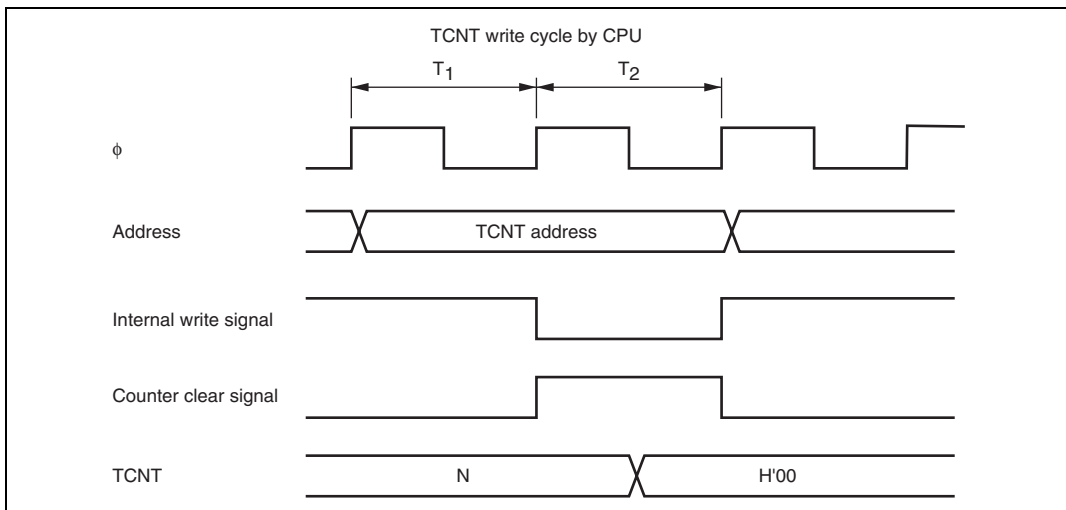 TCNT write cycle by CPU
T1 T2
ϕ
Address TCNT address
Internal write signal
Counter clear signal
TCNT N H'00